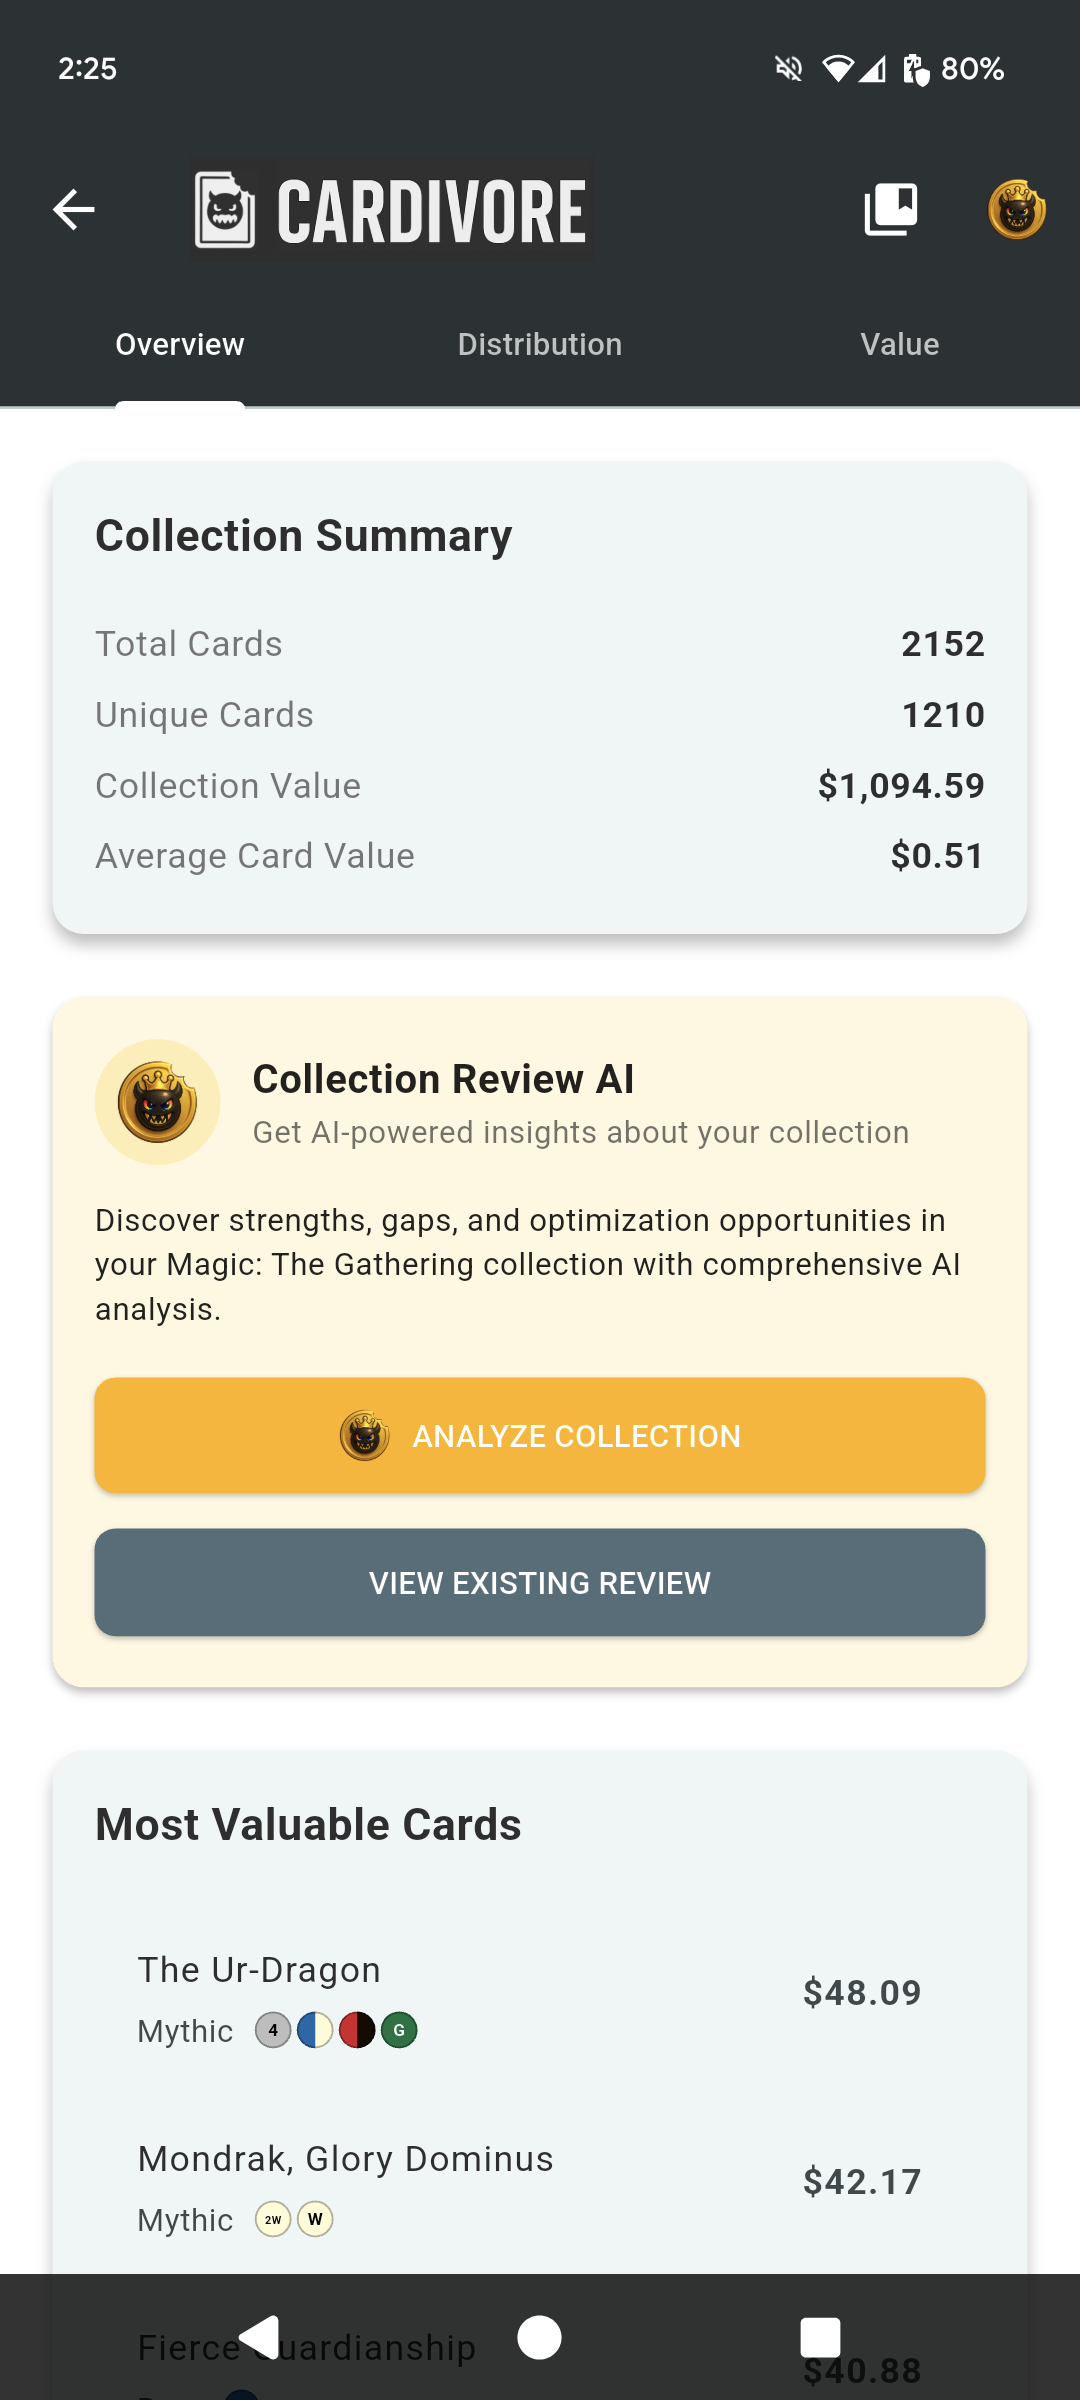 2:25
80%
CARDIVORE
Overview
Distribution
Value
Collection Summary
Total Cards
2152
Unique Cards
1210
Collection Value
$1,094.59
Average Card Value
$0.51
Collection Review AI
Get AI-powered insights about your collection
Discover strengths, gaps, and optimization opportunities in
your Magic: The Gathering collection with comprehensive AI
analysis.
ANALYZE COLLECTION
VIEW EXISTING REVIEW
Most Valuable Cards
The Ur-Dragon
$48.09
Mythic 4 G
Mondrak, Glory Dominus
$42.17
Mythic 2W W
Fierce
$40.88